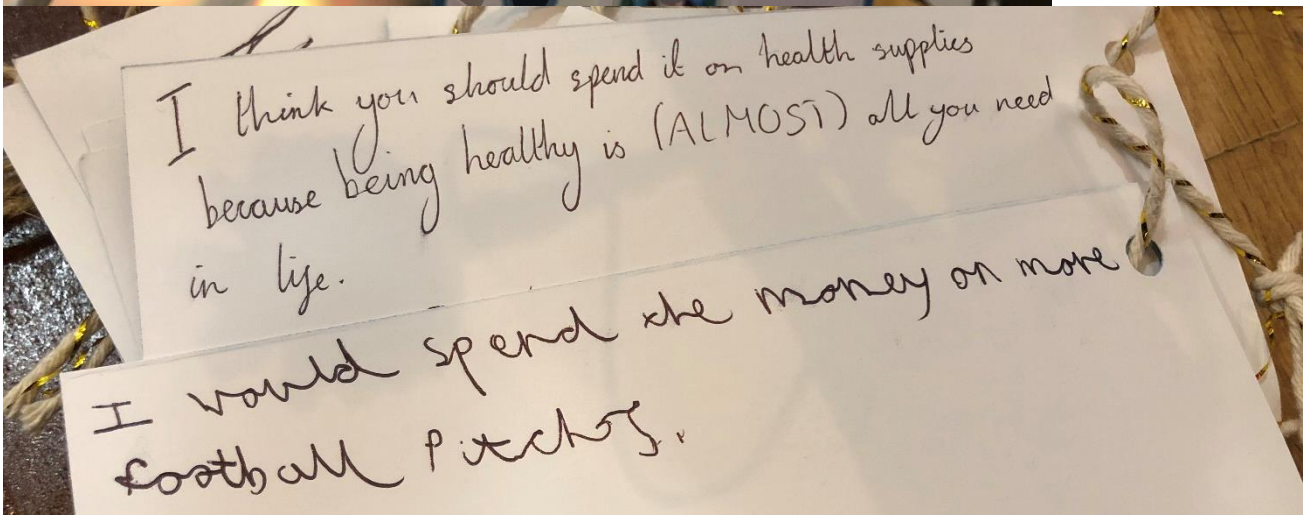 I think you should spend it on health supplies
because being healthy is (ALMOST) all you need
in life.
I would spend the money on more
football pitches.